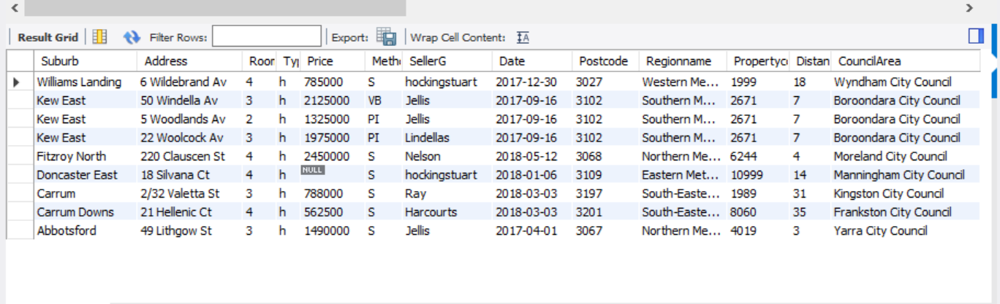 Result Grid Filter Rows: Export: Wrap Cell Content: IA
Suburb Address Roor Ty Price Meth SellerG Date Postcode Regionname Propertyc Distan CouncilArea
Williams Landing 6 Wildebrand Av 4 h 785000 S hockingstuart 2017-12-30 3027 Western Me... 1999 18 Wyndham City Council
Kew East 50 Windella Av 3 h 2125000 VB Jellis 2017-09-16 3102 Southern M... 2671 7 Boroondara City Council
Kew East 5 Woodlands Av 2 h 1325000 PI Jellis 2017-09-16 3102 Southern M... 2671 7 Boroondara City Council
Kew East 22 Woolcock Av 3 h 1975000 PI Lindellas 2017-09-16 3102 Southern M... 2671 7 Boroondara City Council
Fitzroy North 220 Clauscen St 4 h 2450000 S Nelson 2018-05-12 3068 Northern Me... 6244 4 Moreland City Council
Doncaster East 18 Silvana Ct 4 h NULL S hockingstuart 2018-01-06 3109 Eastern Met... 10999 14 Manningham City Council
Carrum 2/32 Valetta St 3 h 788000 S Ray 2018-03-03 3197 South-Easte... 1989 31 Kingston City Council
Carrum Downs 21 Hellenic Ct 4 h 562500 S Harcourts 2018-03-03 3201 South-Easte... 8060 35 Frankston City Council
Abbotsford 49 Lithgow St 3 h 1490000 S Jellis 2017-04-01 3067 Northern Me... 4019 3 Yarra City Council